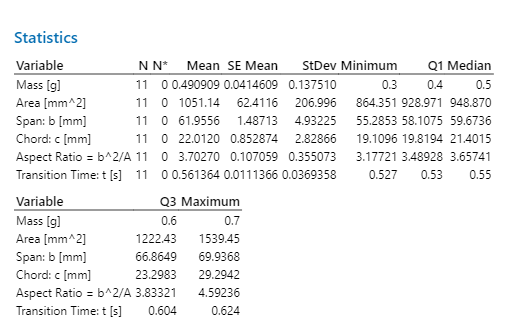 Statistics
Variable N N* Mean SE Mean StDev Minimum Q1 Median
Mass [g] 11 0 0.490909 0.0414609 0.137510 0.3 0.4 0.5
Area [mm^2] 11 0 1051.14 62.4116 206.996 864.351 928.971 948.870
Span: b [mm] 11 0 61.9556 1.48713 4.93225 55.2853 58.1075 59.6736
Chord: c [mm] 11 0 22.0120 0.852874 2.82866 19.1096 19.8194 21.4015
Aspect Ratio = b^2/A 11 0 3.70270 0.107059 0.355073 3.17721 3.48928 3.65741
Transition Time: t [s] 11 0 0.561364 0.0111366 0.0369358 0.527 0.53 0.55
Variable Q3 Maximum
Mass [g] 0.6 0.7
Area [mm^2] 1222.43 1539.45
Span: b [mm] 66.8649 69.9368
Chord: c [mm] 23.2983 29.2942
Aspect Ratio = b^2/A 3.83321 4.59236
Transition Time: t [s] 0.604 0.624